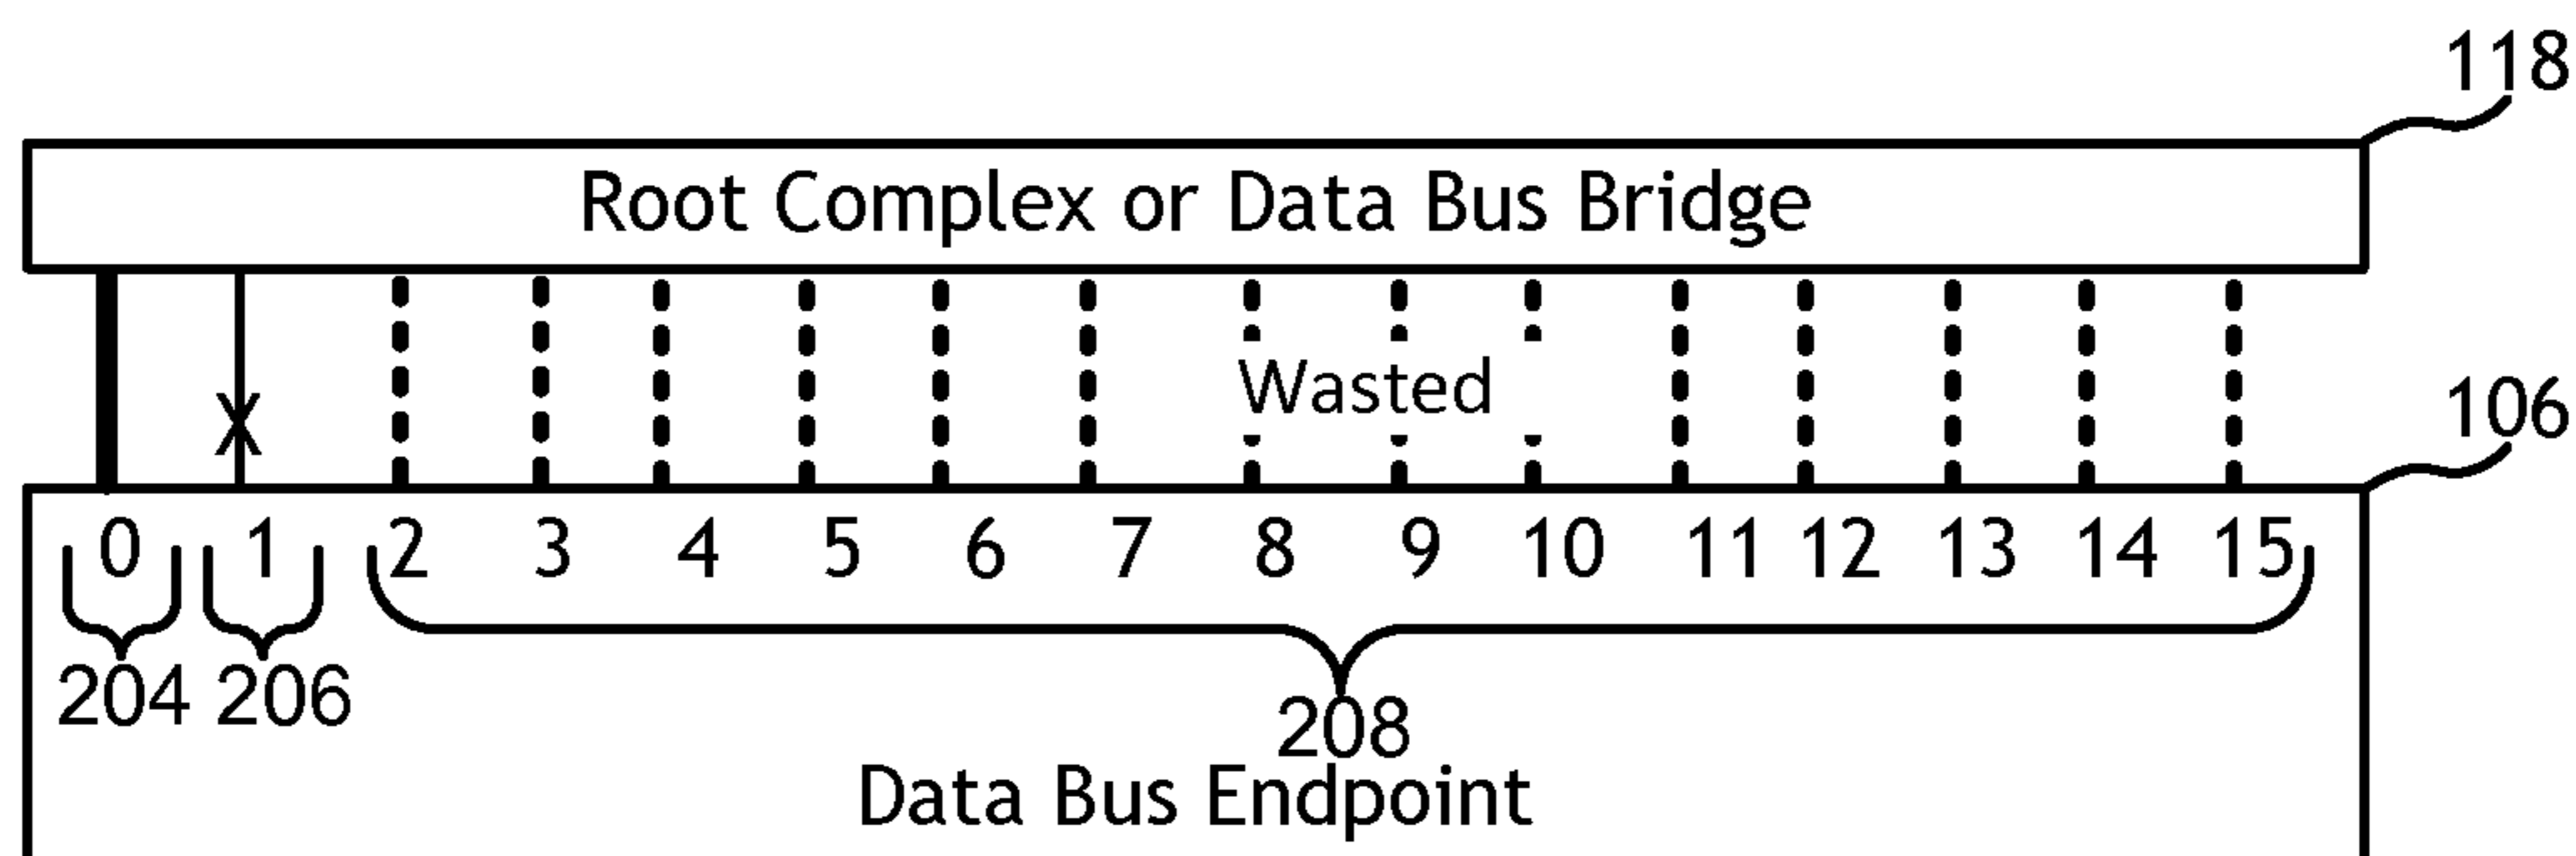 118
Root Complex or Data Bus Bridge
X
Wasted
106
0 1 2 3 4 5 6 7 8 9 10 11 12 13 14 15
204 206
208
Data Bus Endpoint